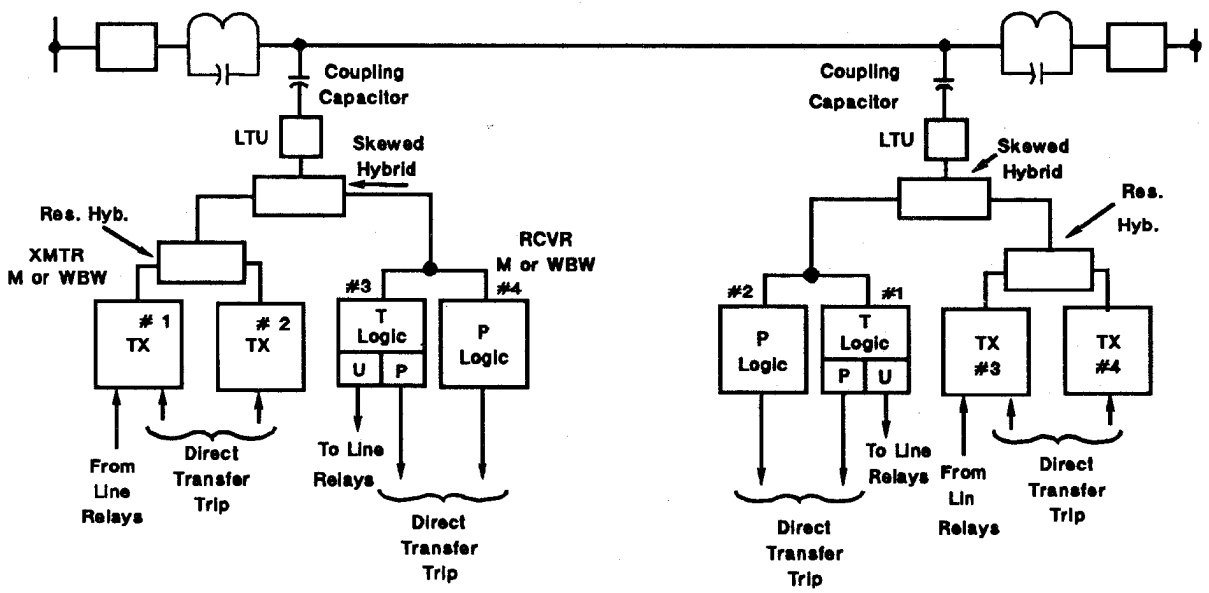 Coupling
Capacitor
LTU
Skewed
Hybrid
Res. Hyb.
XMTR
M or WBW
# 1
TX
# 2
TX
RCVR
M or WBW
#3
#4
T
Logic
U
P
P
Logic
From
Line
Relays
Direct
Transfer
Trip
To Line
Relays
Direct
Transfer
Trip
Coupling
Capacitor
LTU
Skewed
Hybrid
Res.
Hyb.
#2
#1
P
Logic
T
Logic
P
U
TX
#3
TX
#4
To Line
Relays
From
Lin
Relays
Direct
Transfer
Trip
Direct
Transfer
Trip